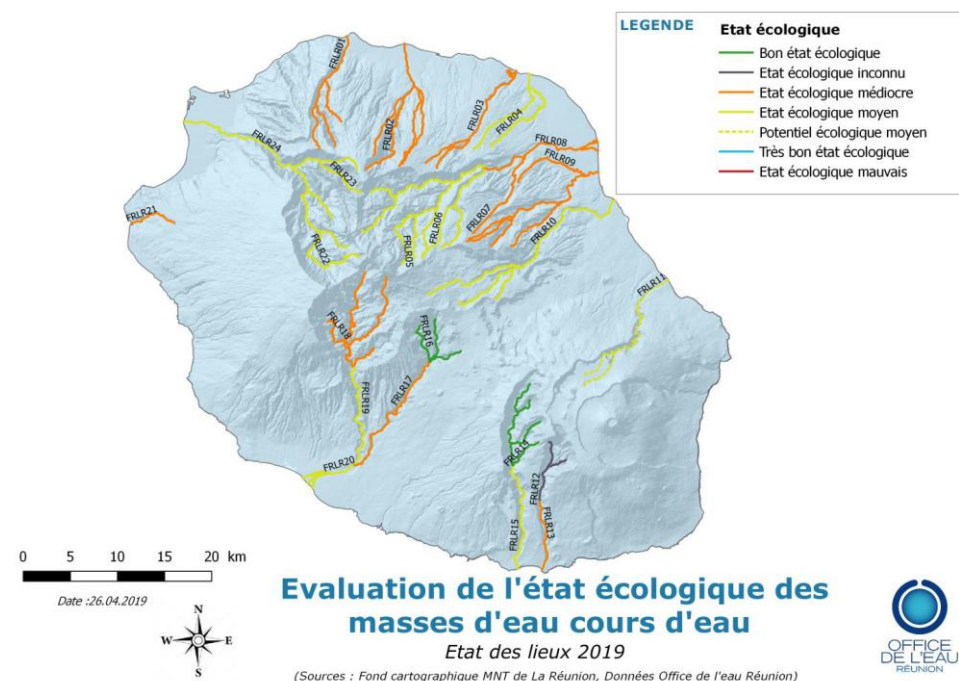 LEGENDE
Etat écologique
Bon état écologique
Etat écologique inconnu
Etat écologique médiocre
Etat écologique moyen
Potentiel écologique moyen
Très bon état écologique
Etat écologique mauvais
FRLR01
FRLR02
FRLR03
FRLR04
FRLR24
FRLR23
FRLR08
FRLR09
FRLR21
FRLR22
FRLR05
FRLR06
FRLR07
FRLR10
FRLR11
FRLR18
FRLR16
FRLR19
FRLR17
FRLR20
FRLR14
FRLR12
FRLR15
FRLR13
0 5 10 15 20 km
Date :26.04.2019
N
W E
S
Evaluation de l'état écologique des
masses d'eau cours d'eau
Etat des lieux 2019
(Sources : Fond cartographique MNT de La Réunion, Données Office de l'eau Réunion)
OFFICE
DE L'EAU
RÉUNION